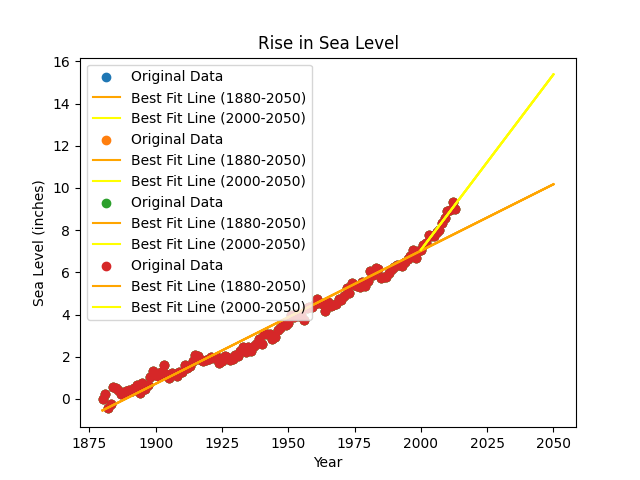 Rise in Sea Level
16
14
12
10
8
6
4
2
0
Sea Level (inches)
Original Data
Best Fit Line (1880-2050)
Best Fit Line (2000-2050)
Original Data
Best Fit Line (1880-2050)
Best Fit Line (2000-2050)
Original Data
Best Fit Line (1880-2050)
Best Fit Line (2000-2050)
Original Data
Best Fit Line (1880-2050)
Best Fit Line (2000-2050)
1875 1900 1925 1950 1975 2000 2025 2050
Year